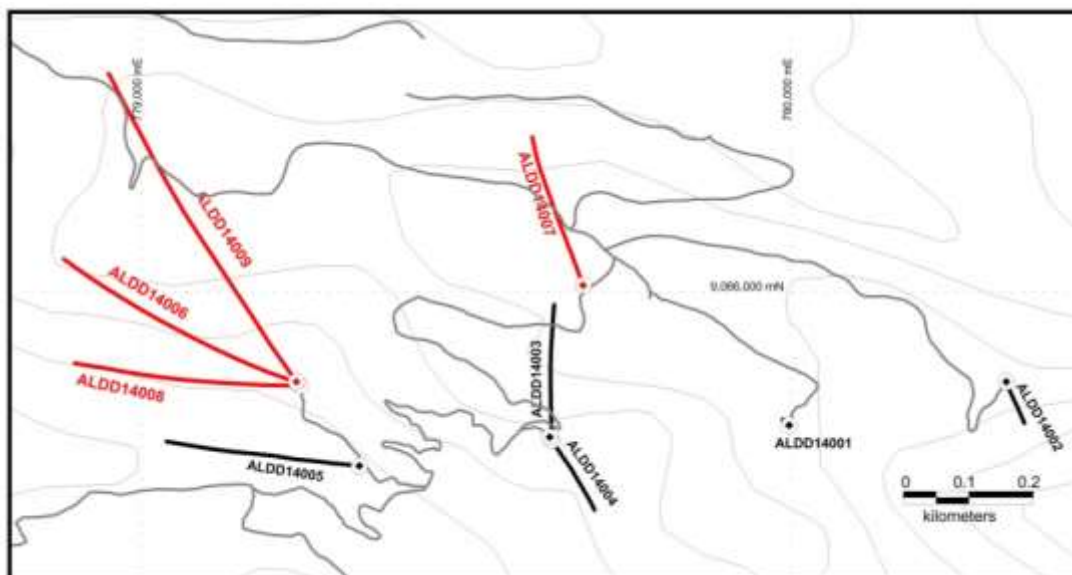 779,000 mE
780,000 mE
ALDD14007
ALDD14009
ALDD14006
9,066,000 mN
ALDD14003
ALDD14008
ALDD14002
ALDD14001
ALDD14005
ALDD14004
0 0.1 0.2
kilometers